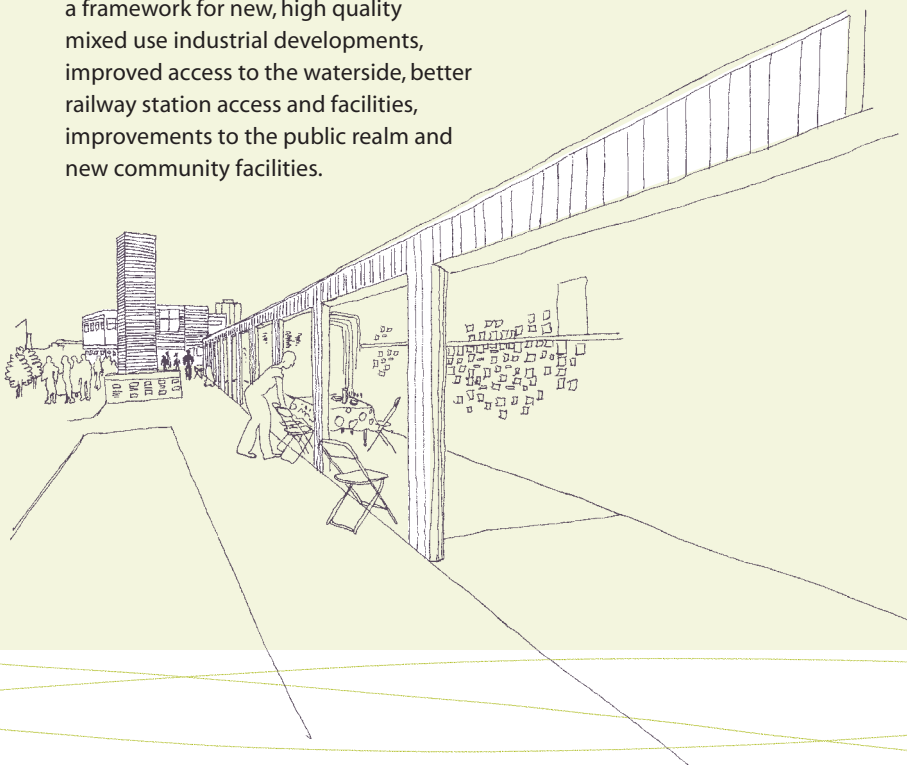 a framework for new, high quality
mixed use industrial developments,
improved access to the waterside, better
railway station access and facilities,
improvements to the public realm and
new community facilities.